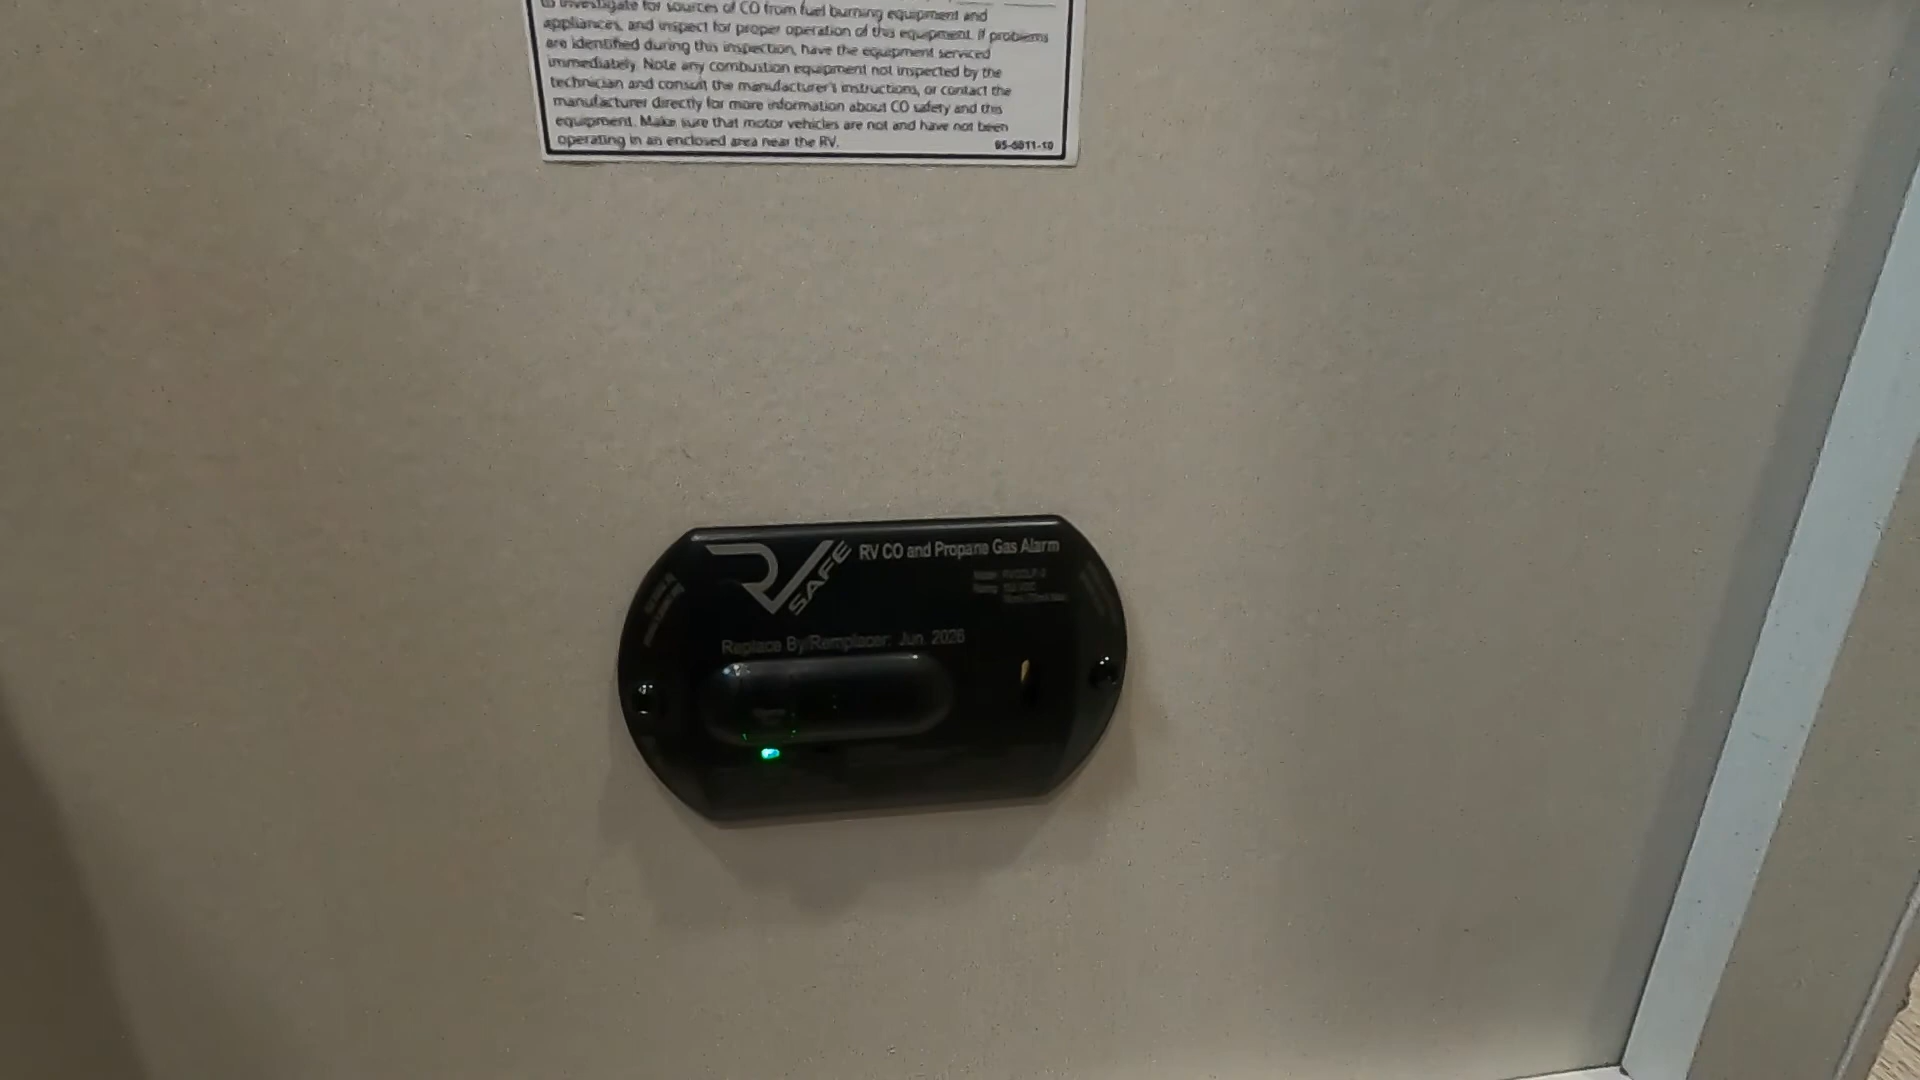 to investigate for sources of CO from fuel burning equipment and
appliances, and inspect for proper operation of this equipment. If problems
are identified during this inspection, have the equipment serviced
immediately. Note any combustion equipment not inspected by the
technician and consult the manufacturer's instructions, or contact the
manufacturer directly for more information about CO safety and this
equipment. Make sure that motor vehicles are not and have not been
operating in an enclosed area near the RV.
95-6011-10
RV SAFE
RV CO and Propane Gas Alarm
Replace By/Remplacer: Jun. 2026